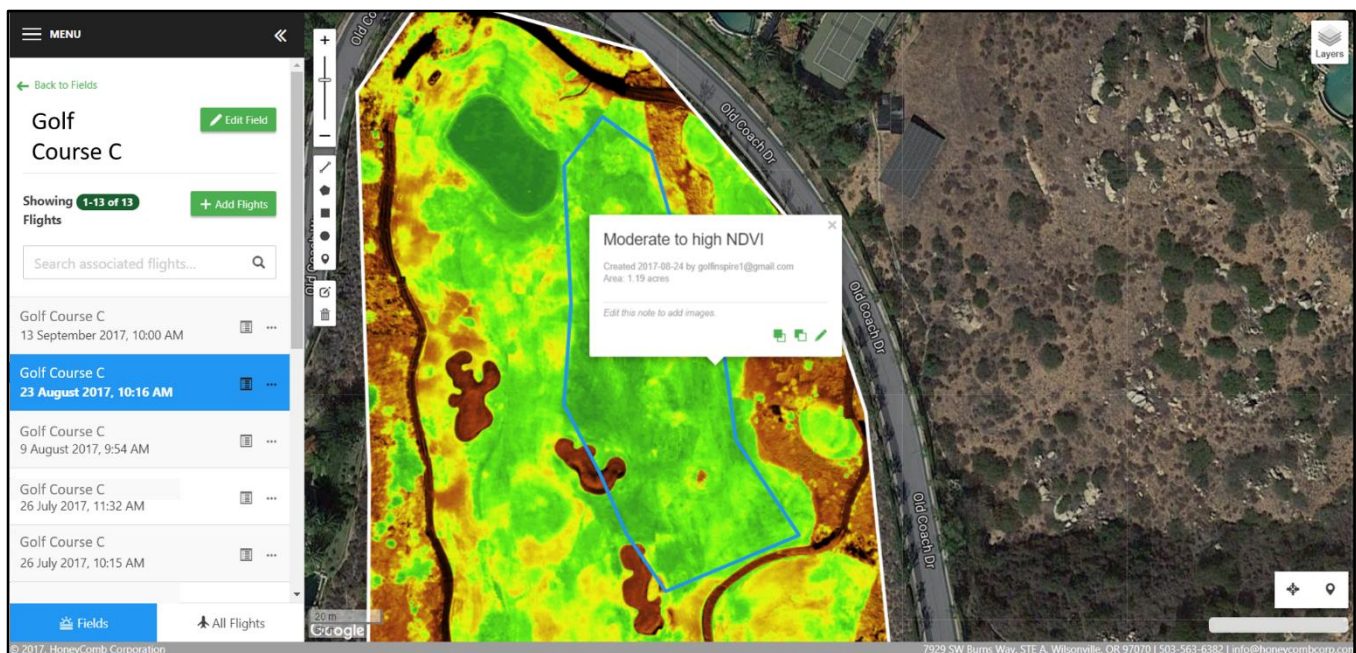 MENU
Back to Fields
Golf
Course C
Edit Field
Showing 1-13 of 13
Flights
Add Flights
Search associated flights...
Golf Course C
13 September 2017, 10:00 AM
Golf Course C
23 August 2017, 10:16 AM
Golf Course C
9 August 2017, 9:54 AM
Golf Course C
26 July 2017, 11:32 AM
Golf Course C
26 July 2017, 10:15 AM
Fields
All Flights
© 2017, HoneyComb Corporation
Old Co
Old Coach Dr
Layers
Moderate to high NDVI
Created 2017-08-24 by golfinspire1@gmail.com
Area: 1.19 acres
Edit this note to add images.
Old Coach Dr
Old Coach Dr
20 m
Google
7929 SW Burns Way, STE A, Wilsonville, OR 97070 | 503-563-6382 | info@honeycombcorp.com